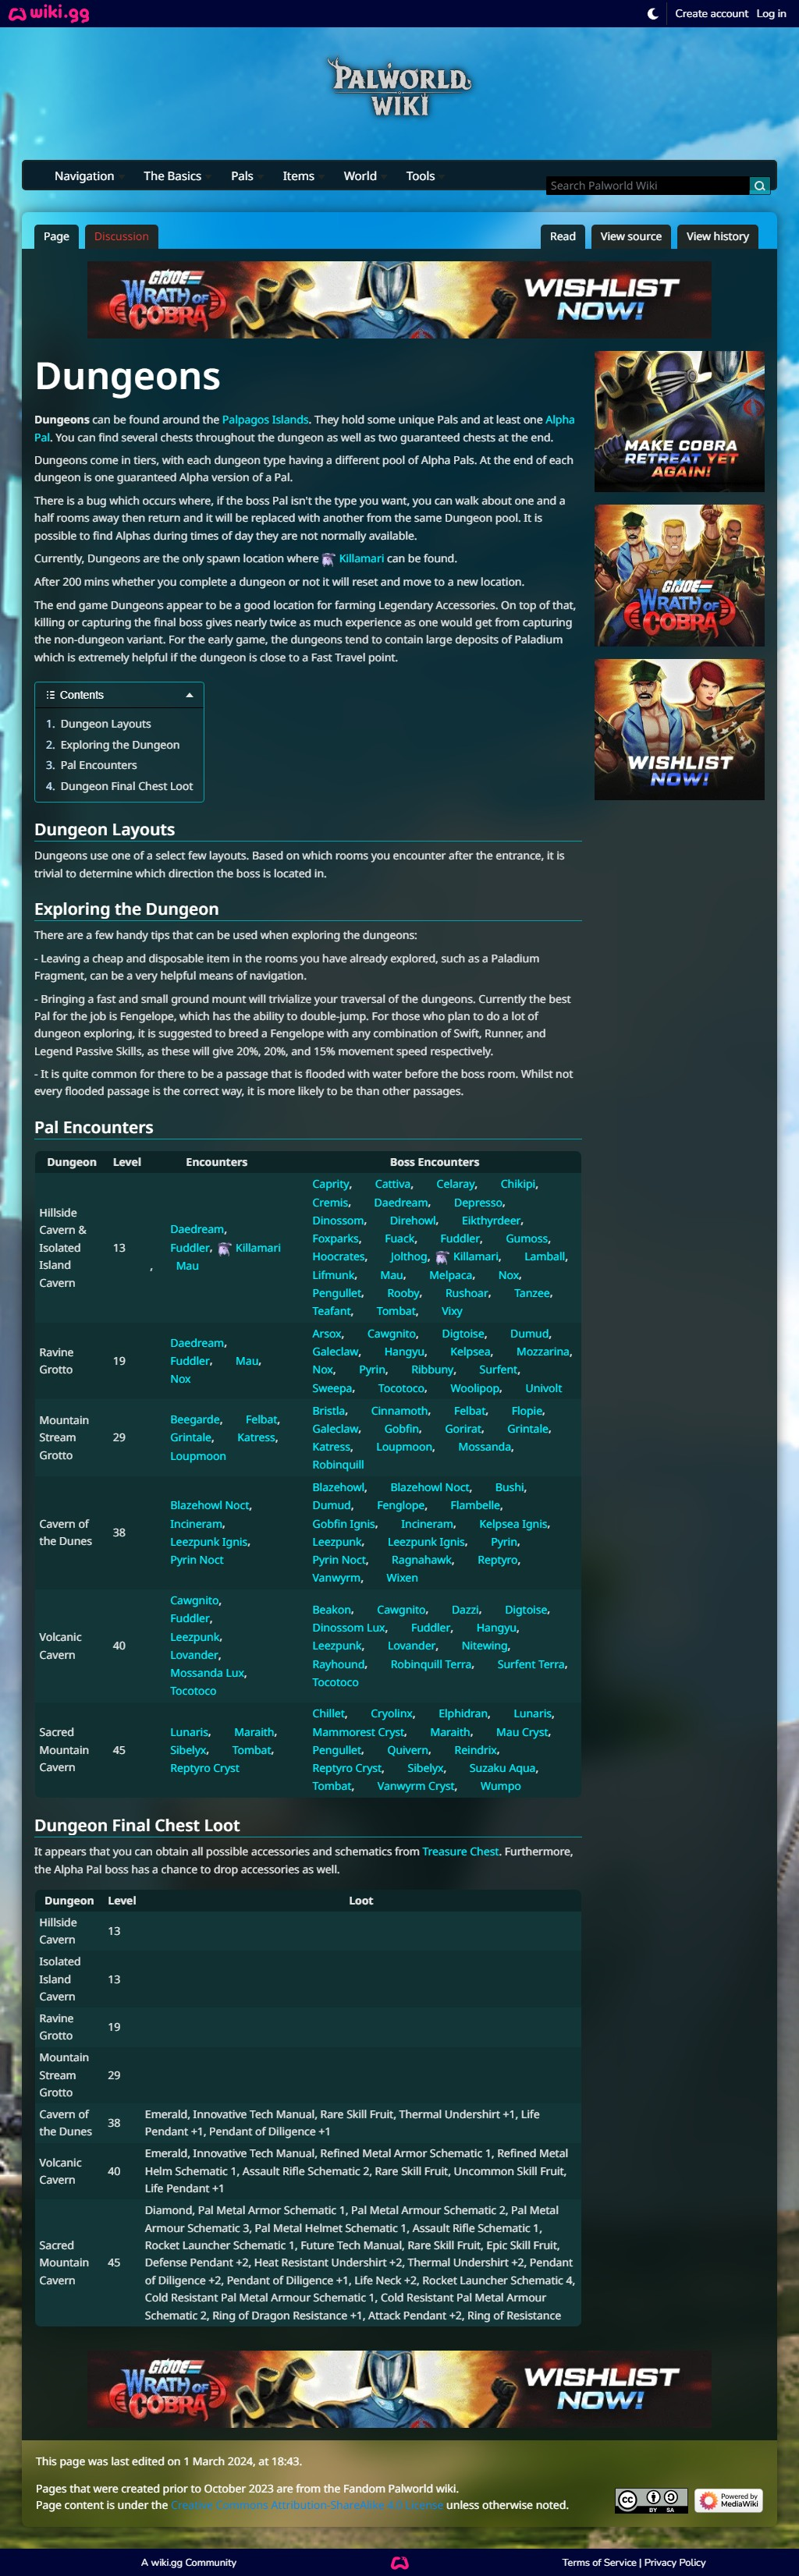 wiki.gg
Create account Log in
PALWORLD
WIKI
Navigation The Basics Pals Items World Tools
Search Palworld Wiki
Page Discussion Read View source View history
G.I. JOE
WRATH OF
COBRA
WISHLIST
NOW!
Dungeons
Dungeons can be found around the Palpagos Islands. They hold some unique Pals and at least one Alpha
Pal. You can find several chests throughout the dungeon as well as two guaranteed chests at the end.
Dungeons come in tiers, with each dungeon type having a different pool of Alpha Pals. At the end of each
dungeon is one guaranteed Alpha version of a Pal.
There is a bug which occurs where, if the boss Pal isn't the type you want, you can walk about one and a
half rooms away then return and it will be replaced with another from the same Dungeon pool. It is
possible to find Alphas during times of day they are not normally available.
Currently, Dungeons are the only spawn location where Killamari can be found.
After 200 mins whether you complete a dungeon or not it will reset and move to a new location.
The end game Dungeons appear to be a good location for farming Legendary Accessories. On top of that,
killing or capturing the final boss gives nearly twice as much experience as one would get from capturing
the non-dungeon variant. For the early game, the dungeons tend to contain large deposits of Paladium
which is extremely helpful if the dungeon is close to a Fast Travel point.
MAKE COBRA
RETREAT YET
AGAIN!
G.I. JOE
WRATH OF
COBRA
WISHLIST
NOW!
Contents
1. Dungeon Layouts
2. Exploring the Dungeon
3. Pal Encounters
4. Dungeon Final Chest Loot
Dungeon Layouts
Dungeons use one of a select few layouts. Based on which rooms you encounter after the entrance, it is
trivial to determine which direction the boss is located in.
Exploring the Dungeon
There are a few handy tips that can be used when exploring the dungeons:
- Leaving a cheap and disposable item in the rooms you have already explored, such as a Paladium
Fragment, can be a very helpful means of navigation.
- Bringing a fast and small ground mount will trivialize your traversal of the dungeons. Currently the best
Pal for the job is Fengelope, which has the ability to double-jump. For those who plan to do a lot of
dungeon exploring, it is suggested to breed a Fengelope with any combination of Swift, Runner, and
Legend Passive Skills, as these will give 20%, 20%, and 15% movement speed respectively.
- It is quite common for there to be a passage that is flooded with water before the boss room. Whilst not
every flooded passage is the correct way, it is more likely to be than other passages.
Pal Encounters
Dungeon Level Encounters Boss Encounters
Hillside
Cavern &
Isolated
Island
Cavern
13
Daedream,
Fuddler, Killamari
, Mau
Caprity, Cattiva, Celaray, Chikipi,
Cremis, Daedream, Depresso,
Dinossom, Direhowl, Eikthyrdeer,
Foxparks, Fuack, Fuddler, Gumoss,
Hoocrates, Jolthog, Killamari, Lamball,
Lifmunk, Mau, Melpaca, Nox,
Pengullet, Rooby, Rushoar, Tanzee,
Teafant, Tombat, Vixy
Ravine
Grotto
19
Daedream,
Fuddler, Mau,
Nox
Arsox, Cawgnito, Digtoise, Dumud,
Galeclaw, Hangyu, Kelpsea, Mozzarina,
Nox, Pyrin, Ribbuny, Surfent,
Sweepa, Tocotoco, Woolipop, Univolt
Mountain
Stream
Grotto
29
Beegarde, Felbat,
Grintale, Katress,
Loupmoon
Bristla, Cinnamoth, Felbat, Flopie,
Galeclaw, Gobfin, Gorirat, Grintale,
Katress, Loupmoon, Mossanda,
Robinquill
Cavern of
the Dunes
38
Blazehowl Noct,
Incineram,
Leezpunk Ignis,
Pyrin Noct
Blazehowl, Blazehowl Noct, Bushi,
Dumud, Fenglope, Flambelle,
Gobfin Ignis, Incineram, Kelpsea Ignis,
Leezpunk, Leezpunk Ignis, Pyrin,
Pyrin Noct, Ragnahawk, Reptyro,
Vanwyrm, Wixen
Volcanic
Cavern
40
Cawgnito,
Fuddler,
Leezpunk,
Lovander,
Mossanda Lux,
Tocotoco
Beakon, Cawgnito, Dazzi, Digtoise,
Dinossom Lux, Fuddler, Hangyu,
Leezpunk, Lovander, Nitewing,
Rayhound, Robinquill Terra, Surfent Terra,
Tocotoco
Sacred
Mountain
Cavern
45
Lunaris, Maraith,
Sibelyx, Tombat,
Reptyro Cryst
Chillet, Cryolinx, Elphidran, Lunaris,
Mammorest Cryst, Maraith, Mau Cryst,
Pengullet, Quivern, Reindrix,
Reptyro Cryst, Sibelyx, Suzaku Aqua,
Tombat, Vanwyrm Cryst, Wumpo
Dungeon Final Chest Loot
It appears that you can obtain all possible accessories and schematics from Treasure Chest. Furthermore,
the Alpha Pal boss has a chance to drop accessories as well.
Dungeon Level Loot
Hillside
Cavern
13
Isolated
Island
Cavern
13
Ravine
Grotto
19
Mountain
Stream
Grotto
29
Cavern of
the Dunes
38
Emerald, Innovative Tech Manual, Rare Skill Fruit, Thermal Undershirt +1, Life
Pendant +1, Pendant of Diligence +1
Volcanic
Cavern
40
Emerald, Innovative Tech Manual, Refined Metal Armor Schematic 1, Refined Metal
Helm Schematic 1, Assault Rifle Schematic 2, Rare Skill Fruit, Uncommon Skill Fruit,
Life Pendant +1
Sacred
Mountain
Cavern
45
Diamond, Pal Metal Armor Schematic 1, Pal Metal Armour Schematic 2, Pal Metal
Armour Schematic 3, Pal Metal Helmet Schematic 1, Assault Rifle Schematic 1,
Rocket Launcher Schematic 1, Future Tech Manual, Rare Skill Fruit, Epic Skill Fruit,
Defense Pendant +2, Heat Resistant Undershirt +2, Thermal Undershirt +2, Pendant
of Diligence +2, Pendant of Diligence +1, Life Neck +2, Rocket Launcher Schematic 4,
Cold Resistant Pal Metal Armour Schematic 1, Cold Resistant Pal Metal Armour
Schematic 2, Ring of Dragon Resistance +1, Attack Pendant +2, Ring of Resistance
G.I. JOE
WRATH OF
COBRA
WISHLIST
NOW!
This page was last edited on 1 March 2024, at 18:43.
Pages that were created prior to October 2023 are from the Fandom Palworld wiki.
Page content is under the Creative Commons Attribution-ShareAlike 4.0 License unless otherwise noted.
CC BY SA
Powered by
MediaWiki
A wiki.gg Community
Terms of Service | Privacy Policy